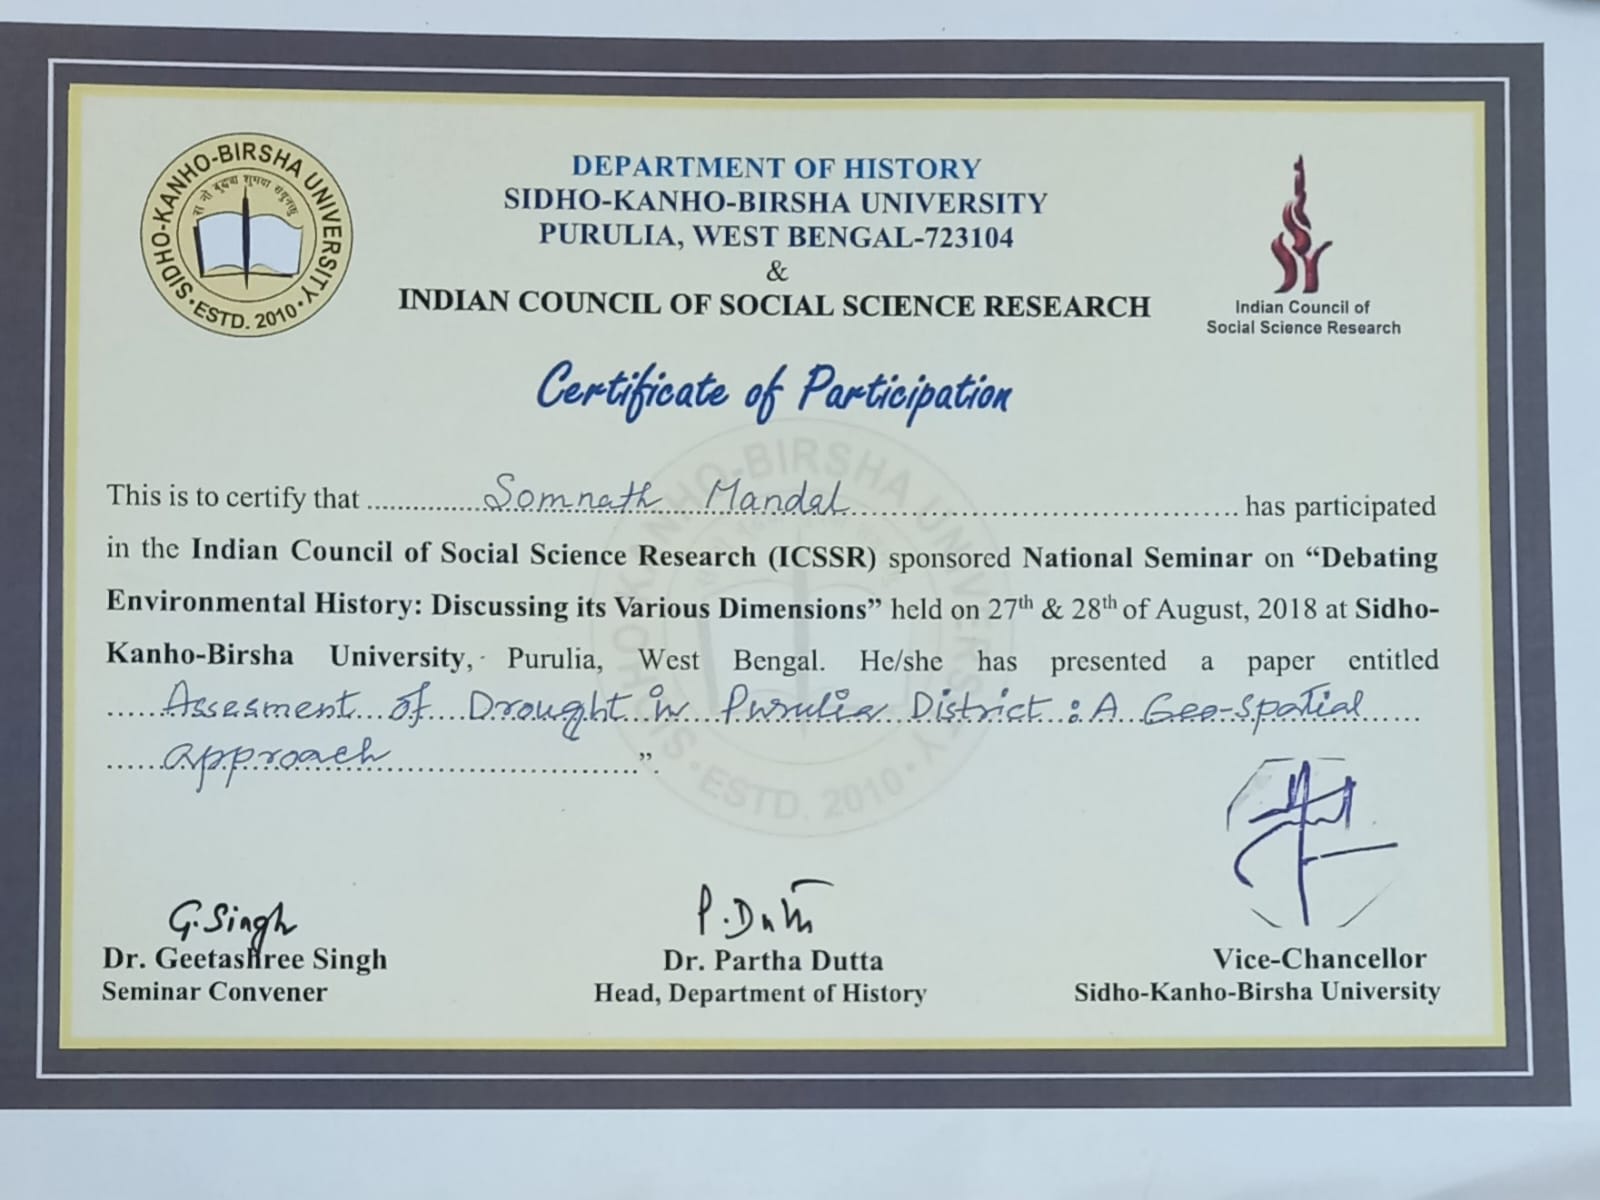 SIDHO-KANHO-BIRSHA UNIVERSITY
ESTD. 2010
DEPARTMENT OF HISTORY
SIDHO-KANHO-BIRSHA UNIVERSITY
PURULIA, WEST BENGAL-723104
&
INDIAN COUNCIL OF SOCIAL SCIENCE RESEARCH
Indian Council of
Social Science Research
Certificate of Participation
This is to certify that Somnath Mandal has participated
in the Indian Council of Social Science Research (ICSSR) sponsored National Seminar on “Debating
Environmental History: Discussing its Various Dimensions” held on 27th & 28th of August, 2018 at Sidho-
Kanho-Birsha University, Purulia, West Bengal. He/she has presented a paper entitled
Assesment of Drought in Purulia District : A Geo-spatial
approach ”.
G. Singh
P. Dutta
Dr. Geetashree Singh
Seminar Convener
Dr. Partha Dutta
Head, Department of History
Vice-Chancellor
Sidho-Kanho-Birsha University